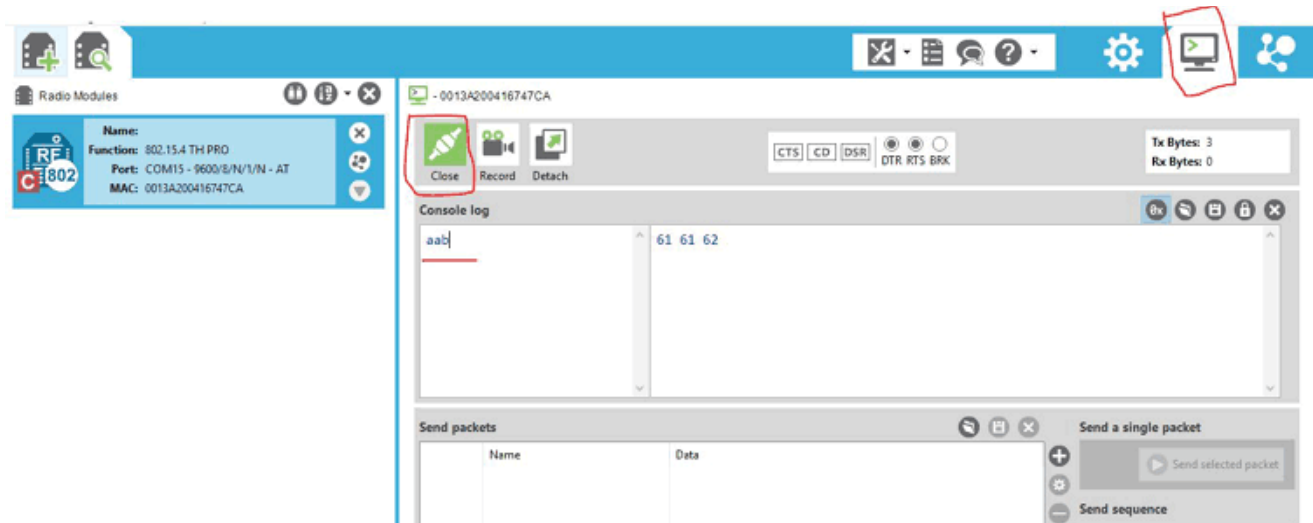 Radio Modules
- 0013A200416747CA
RF
802
C
Name:
Function: 802.15.4 TH PRO
Port: COM15 - 9600/8/N/1/N - AT
MAC: 0013A200416747CA
Close
Record
Detach
CTS CD DSR
DTR RTS BRK
Tx Bytes: 3
Rx Bytes: 0
Console log
0x
aab
61 61 62
Send packets
Name Data
Send a single packet
Send selected packet
Send sequence